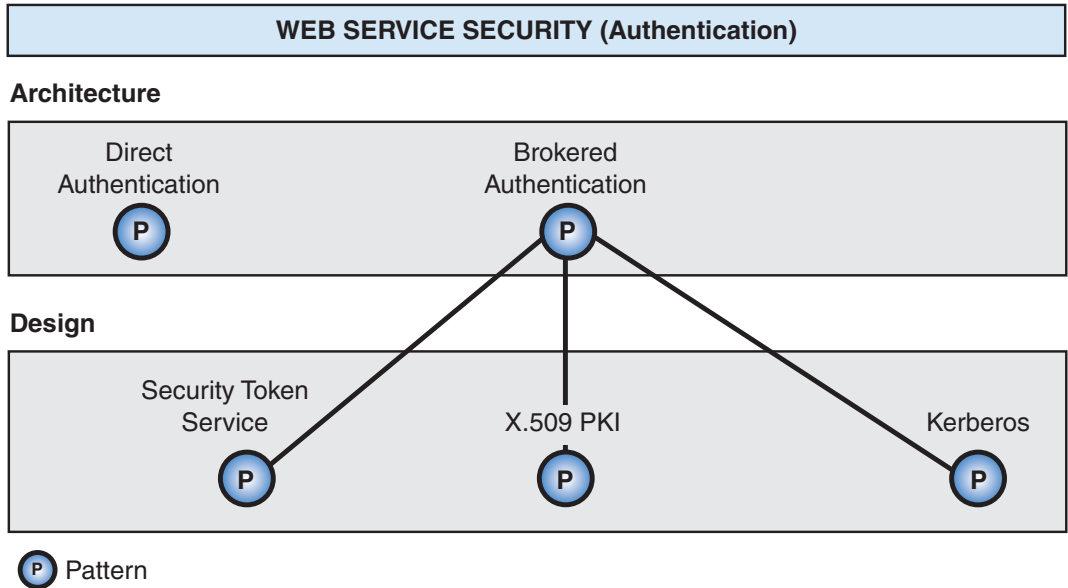 WEB SERVICE SECURITY (Authentication)
Architecture
Direct
Authentication
P
Brokered
Authentication
P
Design
Security Token
Service
P
X.509 PKI
P
Kerberos
P
P Pattern